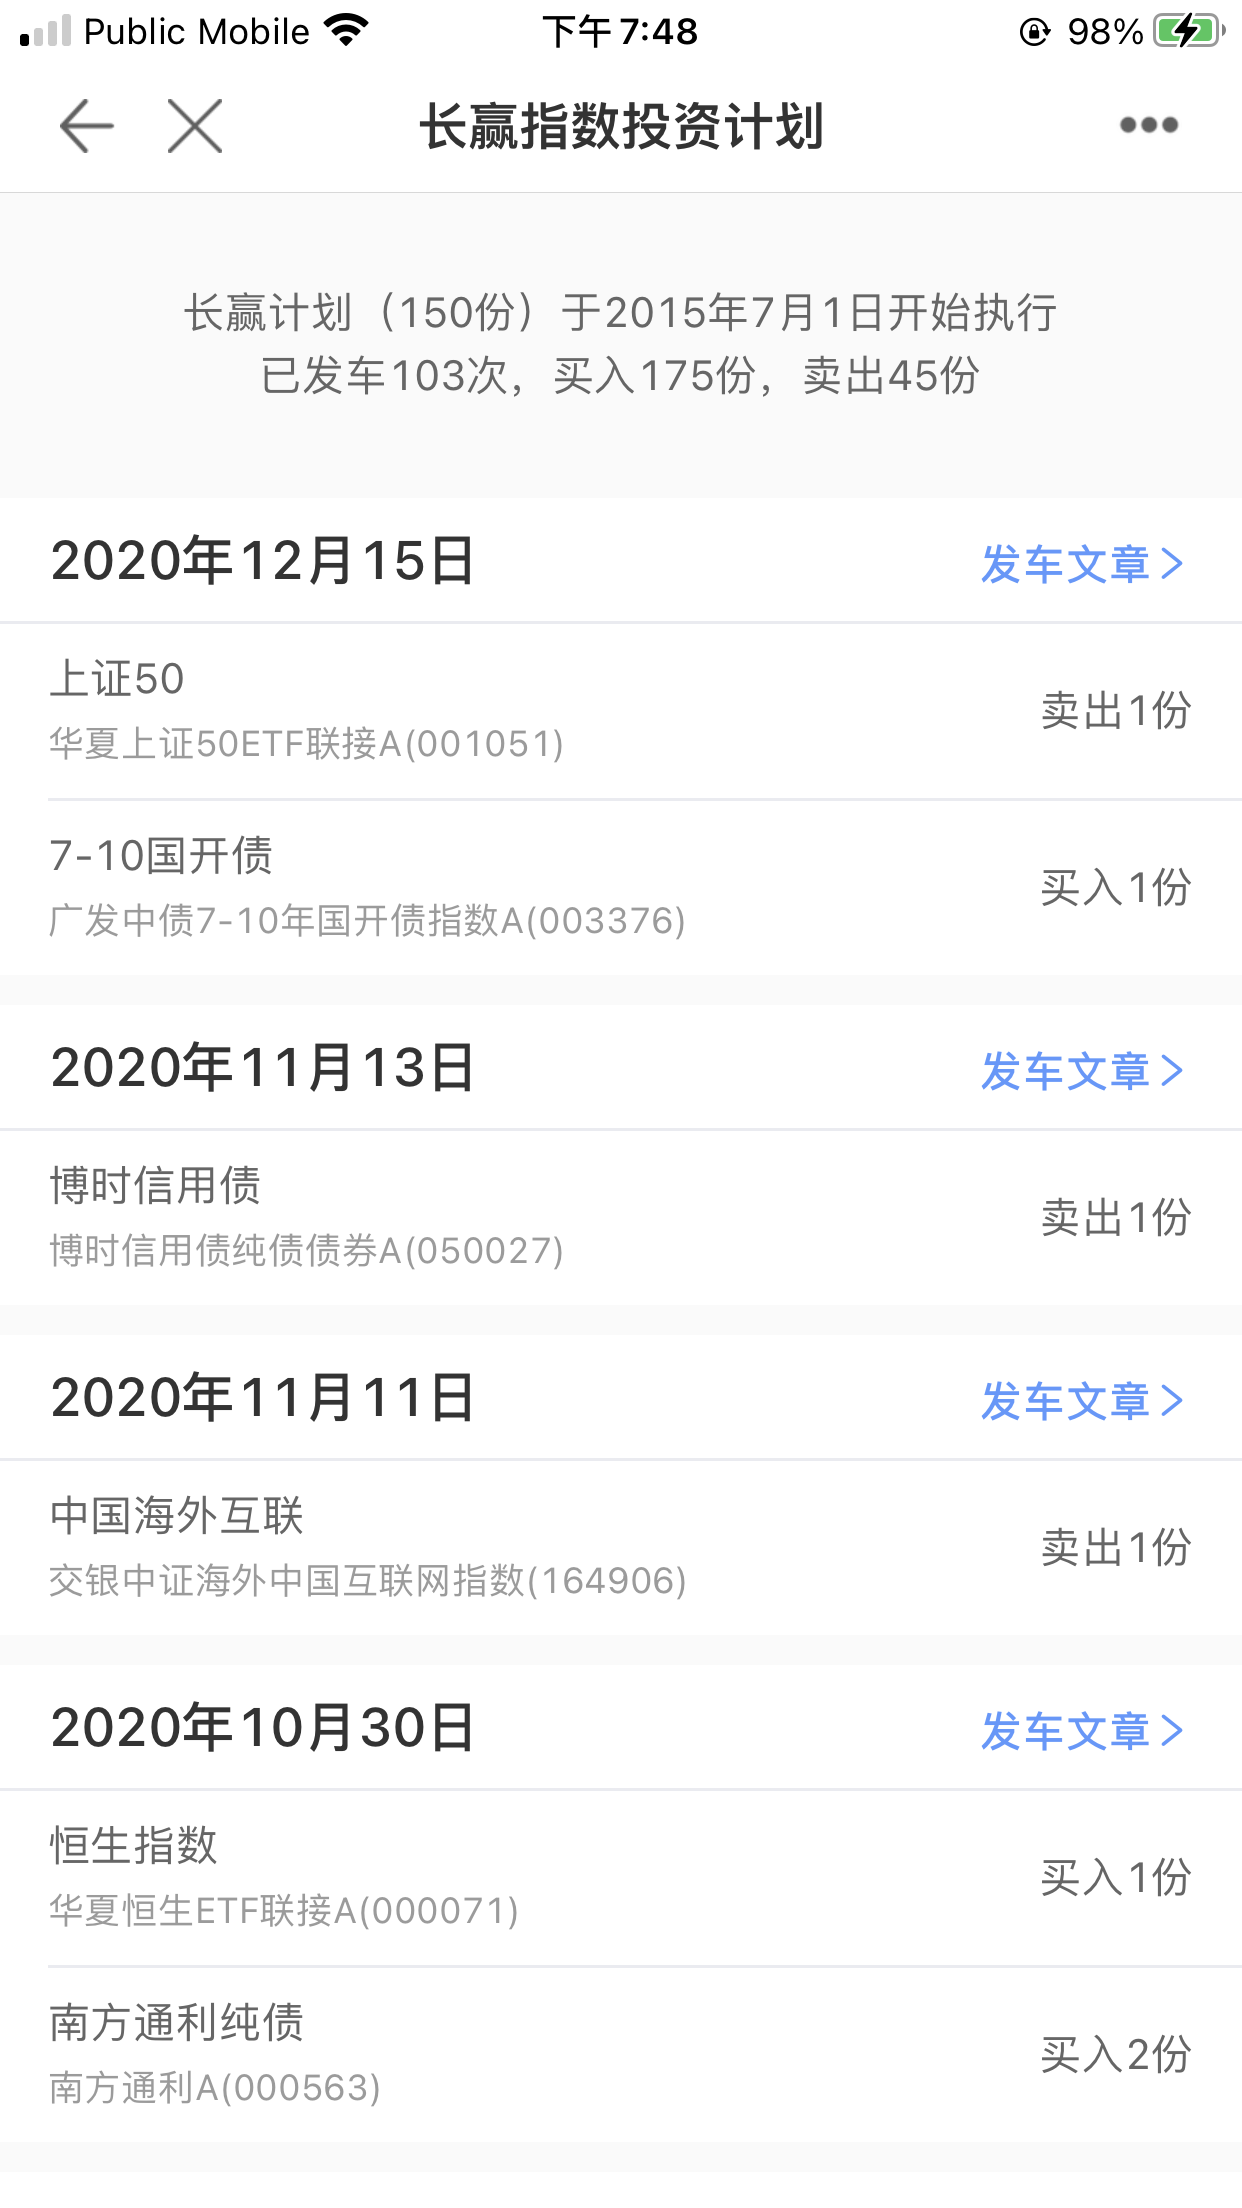 Public Mobile 下午7:48 98%
长赢指数投资计划
长赢计划（150份）于2015年7月1日开始执行
已发车103次，买入175份，卖出45份
2020年12月15日 发车文章
上证50
华夏上证50ETF联接A(001051) 卖出1份
7-10国开债
广发中债7-10年国开债指数A(003376) 买入1份
2020年11月13日 发车文章
博时信用债
博时信用债纯债债券A(050027) 卖出1份
2020年11月11日 发车文章
中国海外互联
交银中证海外中国互联网指数(164906) 卖出1份
2020年10月30日 发车文章
恒生指数
华夏恒生ETF联接A(000071) 买入1份
南方通利纯债
南方通利A(000563) 买入2份